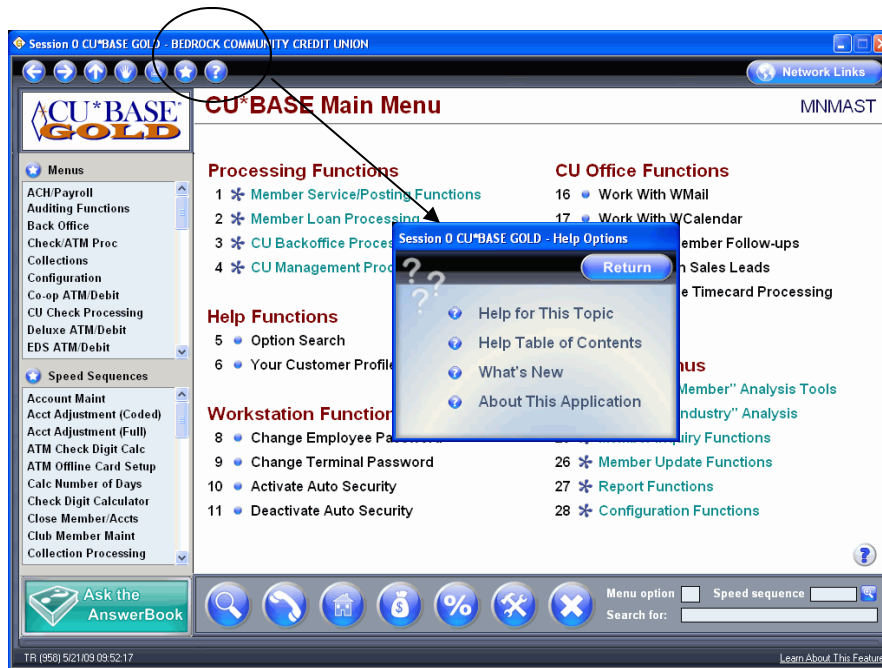 Session 0 CU*BASE GOLD - BEDROCK COMMUNITY CREDIT UNION
Network Links
CU*BASE
GOLD
CU*BASE Main Menu
MNMAST
Menus
ACH/Payroll
Auditing Functions
Back Office
Check/ATM Proc
Collections
Configuration
Co-op ATM/Debit
CU Check Processing
Deluxe ATM/Debit
EDS ATM/Debit
Speed Sequences
Account Maint
Acct Adjustment (Coded)
Acct Adjustment (Full)
ATM Check Digit Calc
ATM Offline Card Setup
Calc Number of Days
Check Digit Calculator
Close Member/Accts
Club Member Maint
Collection Processing
Ask the
AnswerBook
Processing Functions
1 Member Service/Posting Functions
2 Member Loan Processing
3 CU Backoffice Proces
4 CU Management Proc
Help Functions
5 Option Search
6 Your Customer Profile
Workstation Function
8 Change Employee Pa
9 Change Terminal Password
10 Activate Auto Security
11 Deactivate Auto Security
CU Office Functions
16 Work With WMail
17 Work With WCalendar
ember Follow-ups
Sales Leads
e Timecard Processing
Member" Analysis Tools
ndustry" Analysis
iry Functions
26 Member Update Functions
27 Report Functions
28 Configuration Functions
Session 0 CU*BASE GOLD - Help Options
Return
Help for This Topic
Help Table of Contents
What's New
About This Application
Menu option
Speed sequence
Search for:
TR (958) 5/21/09 09:52:17
Learn About This Feature